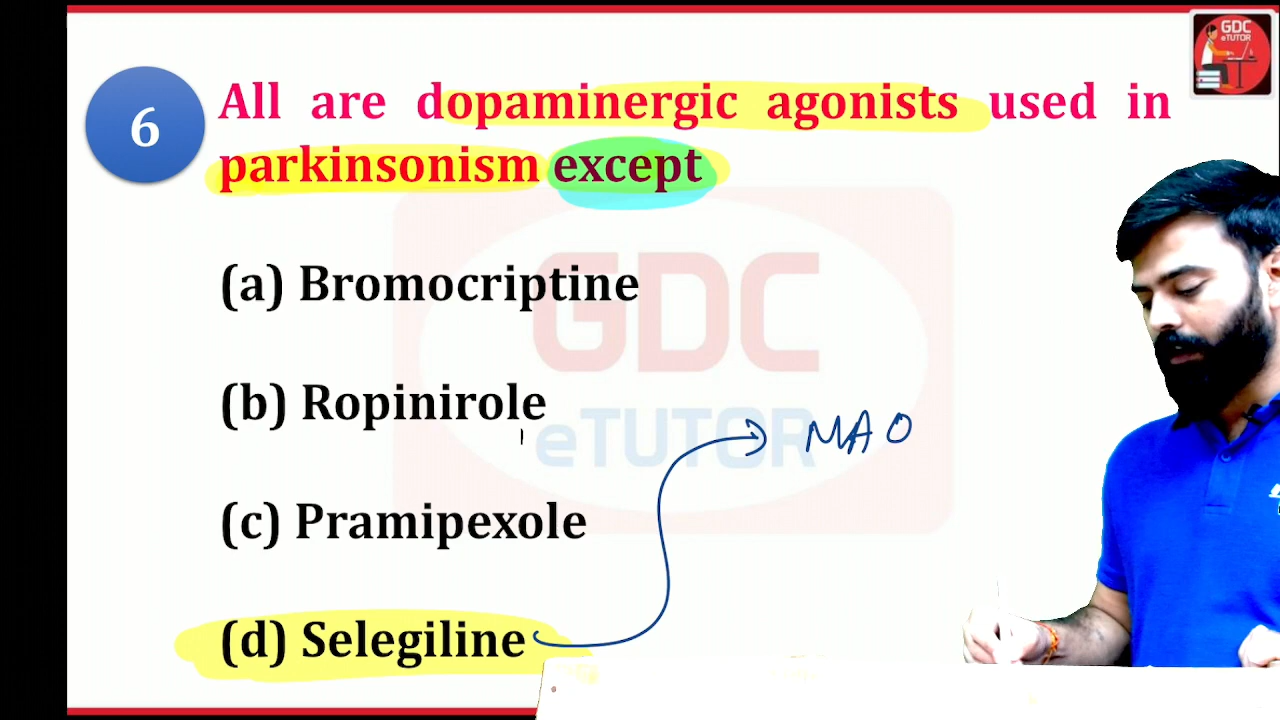 GDC
eTUTOR
6
All are dopaminergic agonists used in
parkinsonism except
(a) Bromocriptine
GDC
(b) Ropinirole
eTUTOR
MAO
(c) Pramipexole
(d) Selegiline